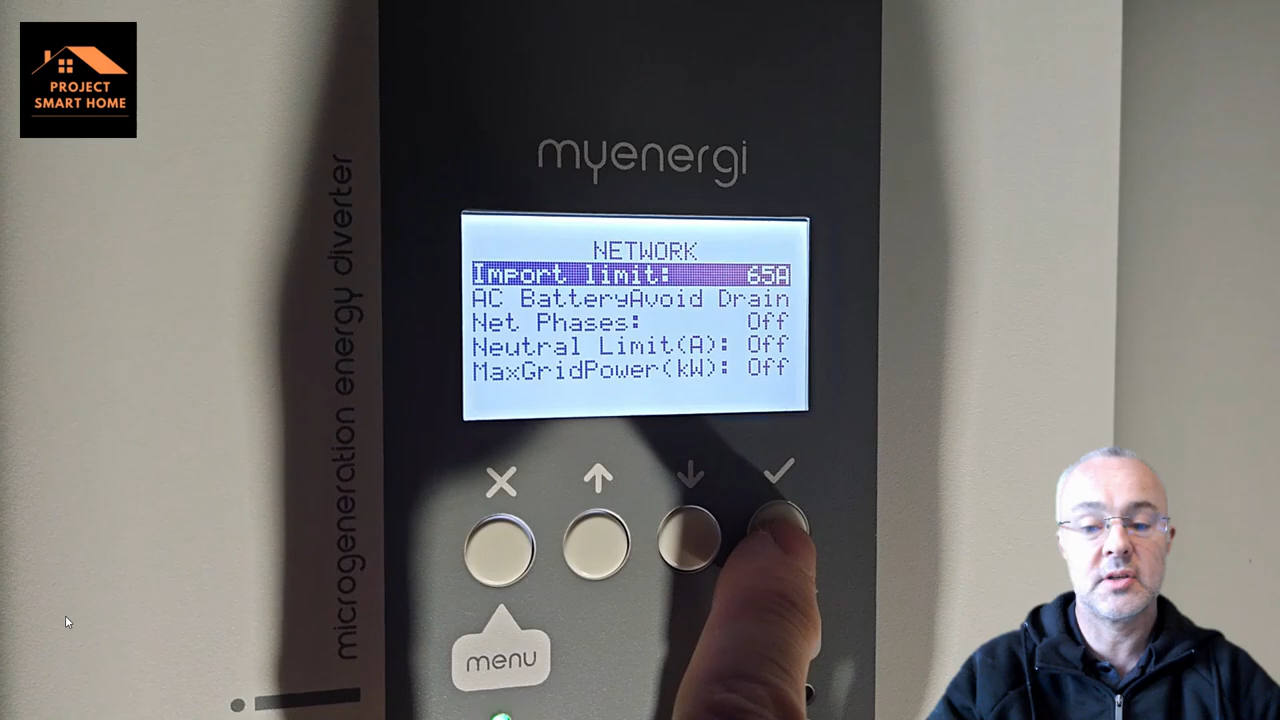 PROJECT
SMART HOME
myenergi
microgeneration energy diverter
NETWORK
Import limit: 65A
AC BatteryAvoid Drain
Net Phases: Off
Neutral Limit(A): Off
MaxGridPower(kW): Off
menu